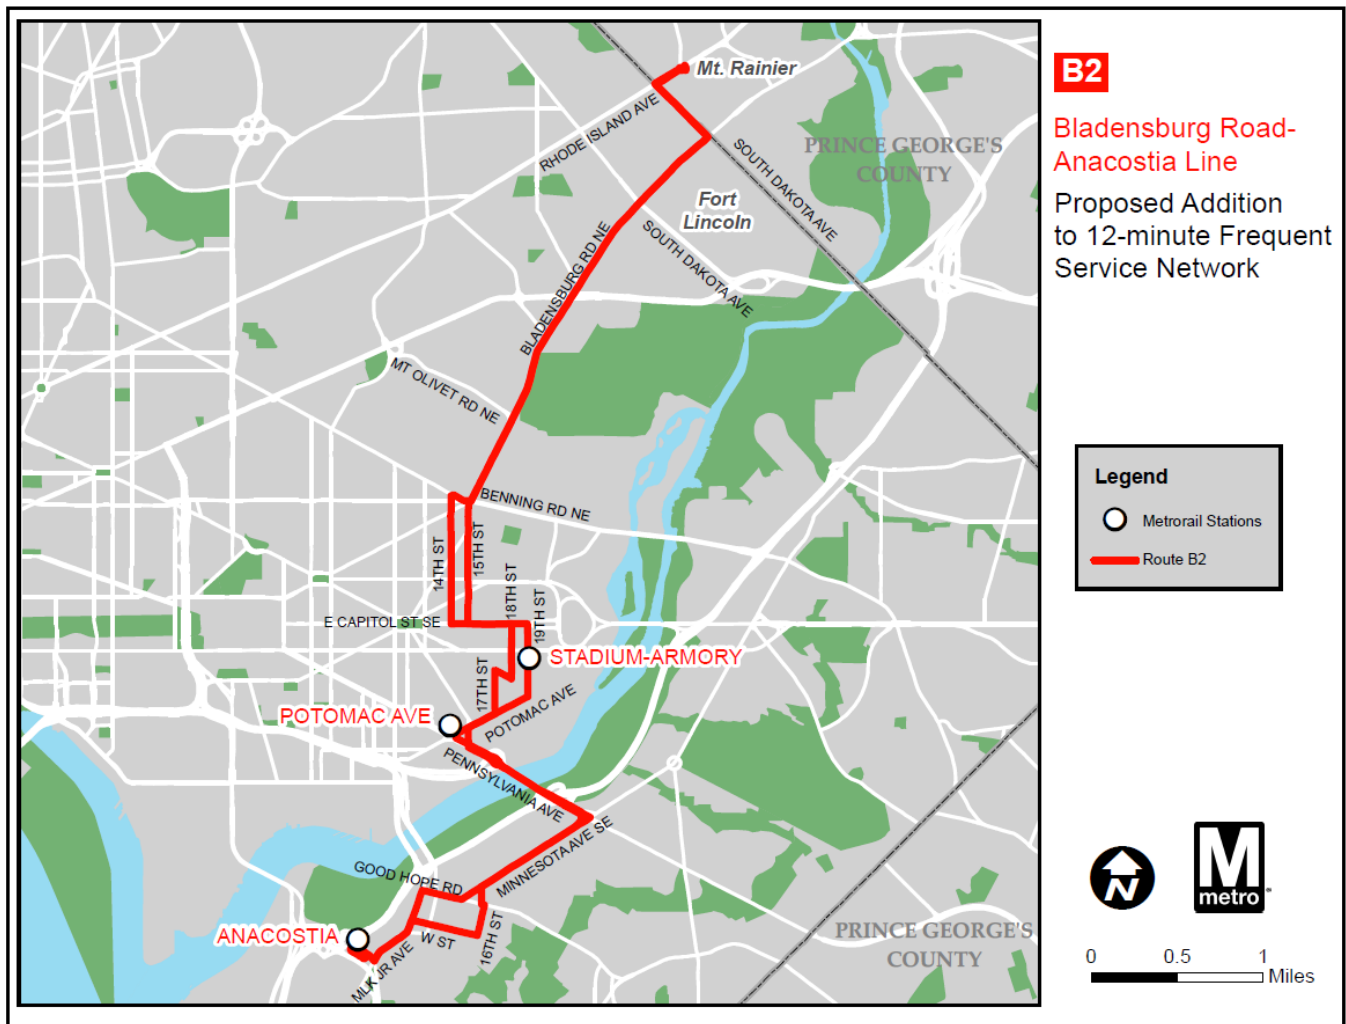 Mt. Rainier
RHODE ISLAND AVE
PRINCE GEORGE'S
COUNTY
SOUTH DAKOTA AVE
Fort
Lincoln
SOUTH DAKOTA AVE
BLADENSBURG RD NE
MT OLIVET RD NE
BENNING RD NE
14TH ST
15TH ST
18TH ST
19TH ST
E CAPITOL ST SE
STADIUM-ARMORY
17TH ST
POTOMAC AVE
POTOMAC AVE
PENNSYLVANIA AVE
MINNESOTA AVE SE
GOOD HOPE RD
ANACOSTIA
W ST
16TH ST
MLK JR AVE
PRINCE GEORGE'S
COUNTY
B2
Bladensburg Road-
Anacostia Line
Proposed Addition
to 12-minute Frequent
Service Network
Legend
Metrorail Stations
Route B2
N
M
metro
0 0.5 1
Miles